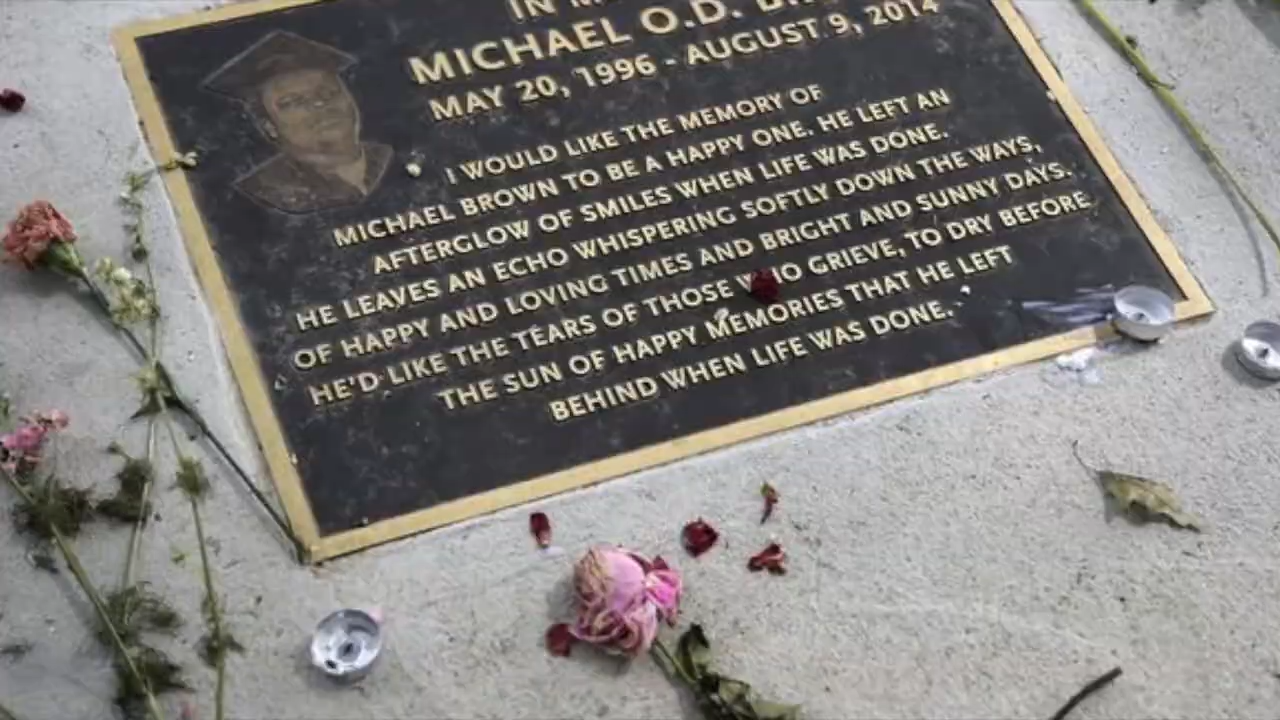 IN
MICHAEL O.D.
MAY 20, 1996 - AUGUST 9, 2014
I WOULD LIKE THE MEMORY OF
MICHAEL BROWN TO BE A HAPPY ONE. HE LEFT AN
AFTERGLOW OF SMILES WHEN LIFE WAS DONE.
HE LEAVES AN ECHO WHISPERING SOFTLY DOWN THE WAYS,
OF HAPPY AND LOVING TIMES AND BRIGHT AND SUNNY DAYS.
HE'D LIKE THE TEARS OF THOSE WHO GRIEVE, TO DRY BEFORE
THE SUN OF HAPPY MEMORIES THAT HE LEFT
BEHIND WHEN LIFE WAS DONE.